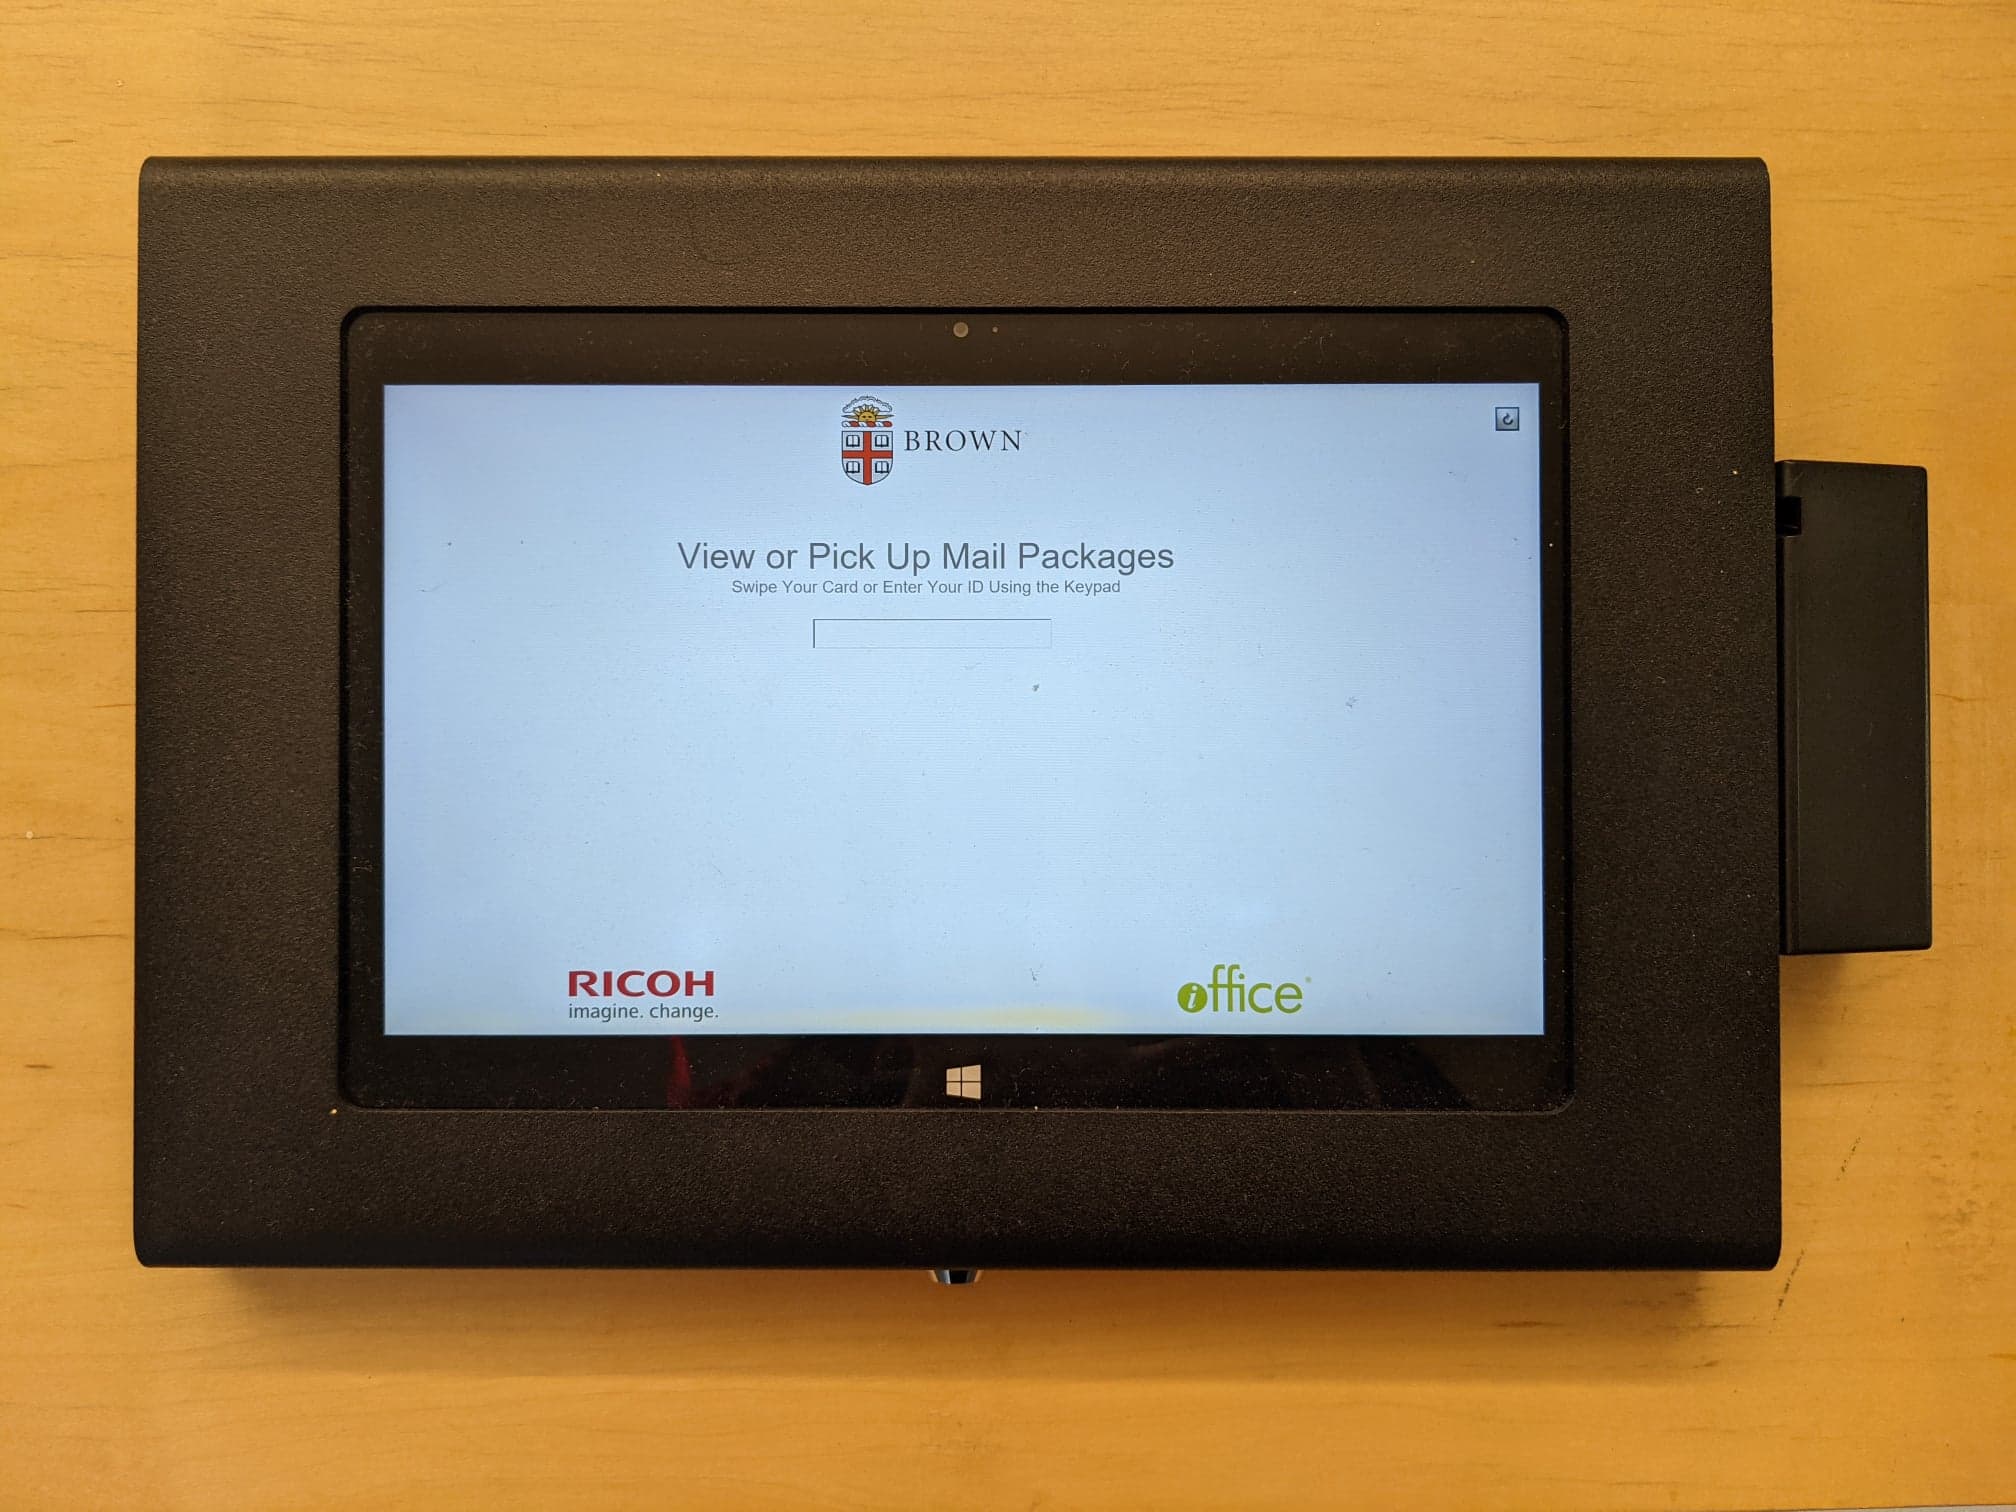 BROWN
View or Pick Up Mail Packages
Swipe Your Card or Enter Your ID Using the Keypad
RICOH
imagine. change.
iOffice